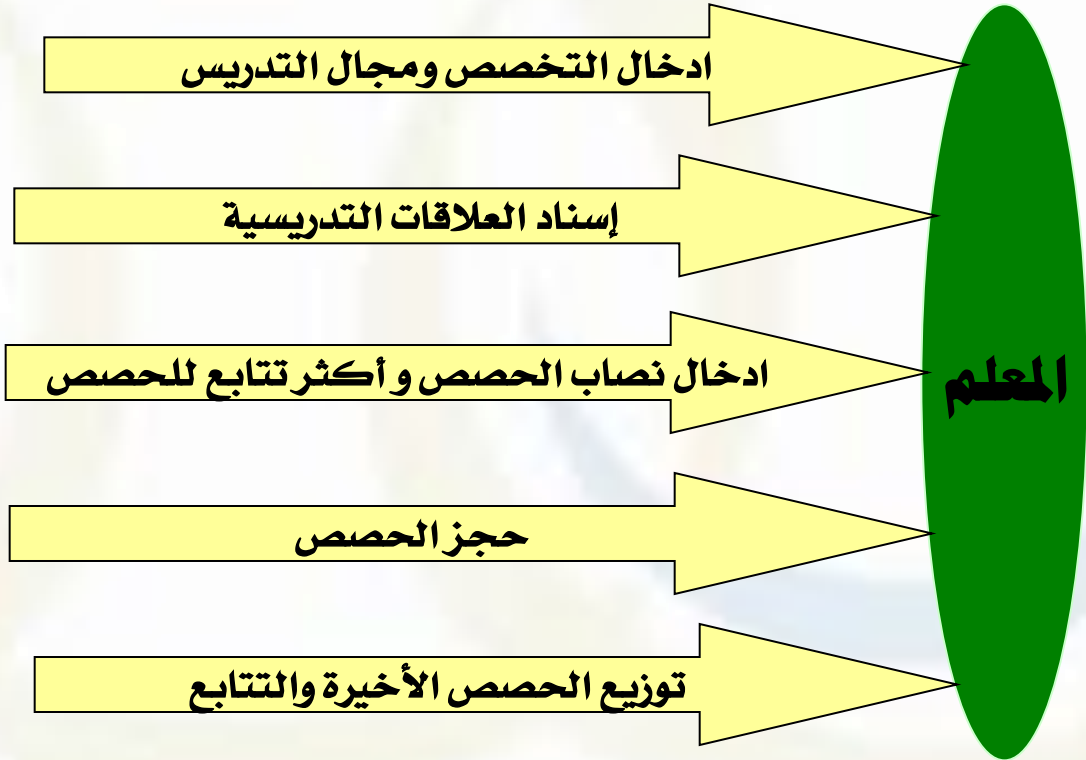 ادخال التخصص ومجال التدريس
إسناد العلاقات التدريسية
ادخال نصاب الحصص و أكثر تتابع للحصص
المعلم
حجز الحصص
توزيع الحصص الأخيرة والتتابع